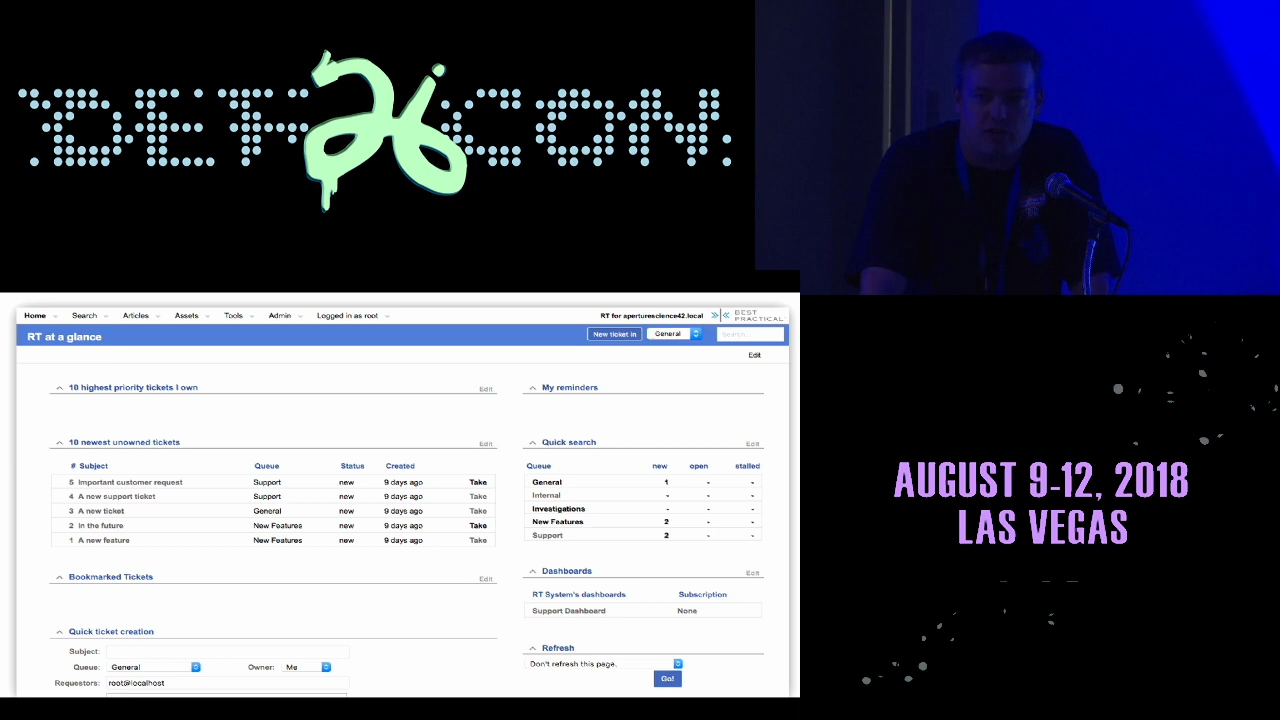 DEF 26 CON
Home Search Articles Assets Tools Admin Logged in as root RT for aperturescience42.local BEST PRACTICAL
RT at a glance New ticket in General Search...
Edit
10 highest priority tickets I own Edit
My reminders
10 newest unowned tickets Edit
# Subject Queue Status Created
5 Important customer request Support new 9 days ago Take
4 A new support ticket Support new 9 days ago Take
3 A new ticket General new 9 days ago Take
2 In the future New Features new 9 days ago Take
1 A new feature New Features new 9 days ago Take
Quick search Edit
Queue new open stalled
General 1 - -
Internal - - -
Investigations - - -
New Features 2 - -
Support 2 - -
Bookmarked Tickets Edit
Dashboards Edit
RT System's dashboards Subscription
Support Dashboard None
Quick ticket creation
Subject:
Queue: General Owner: Me
Requestors: root@localhost
Refresh
Don't refresh this page.
Go!
AUGUST 9-12, 2018
LAS VEGAS